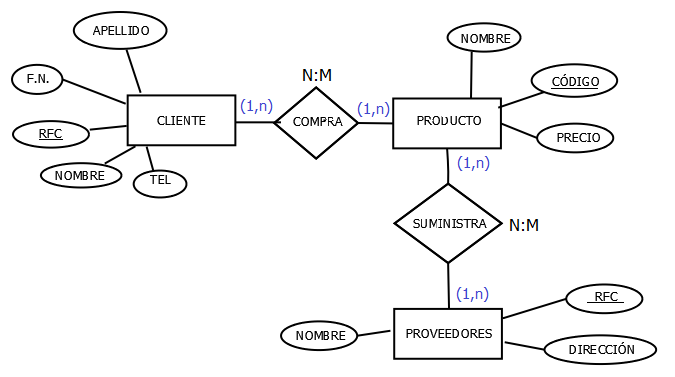 APELLIDO
NOMBRE
F.N.
N:M
CÓDIGO
(1,n)
(1,n)
CLIENTE
COMPRA
PRODUCTO
RFC
PRECIO
NOMBRE
TEL
(1,n)
SUMINISTRA
N:M
(1,n)
RFC
NOMBRE
PROVEEDORES
DIRECCIÓN